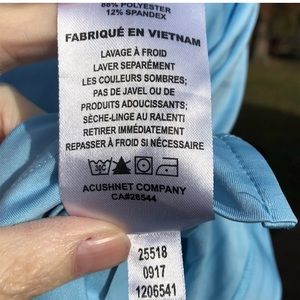 88% POLYESTER
12% SPANDEX
FABRIQUÉ EN VIETNAM
LAVAGE À FROID
LAVER SEPARÉMENT
LES COULEURS SOMBRES;
PAS DE JAVEL OU DE
PRODUITS ADOUCISSANTS;
SÈCHE-LINGE AU RALENTI
RETIRER IMMÉDIATEMENT
REPASSER À FROID SI NÉCESSAIRE
ACUSHNET COMPANY
CA#28544
25518
0917
1206541